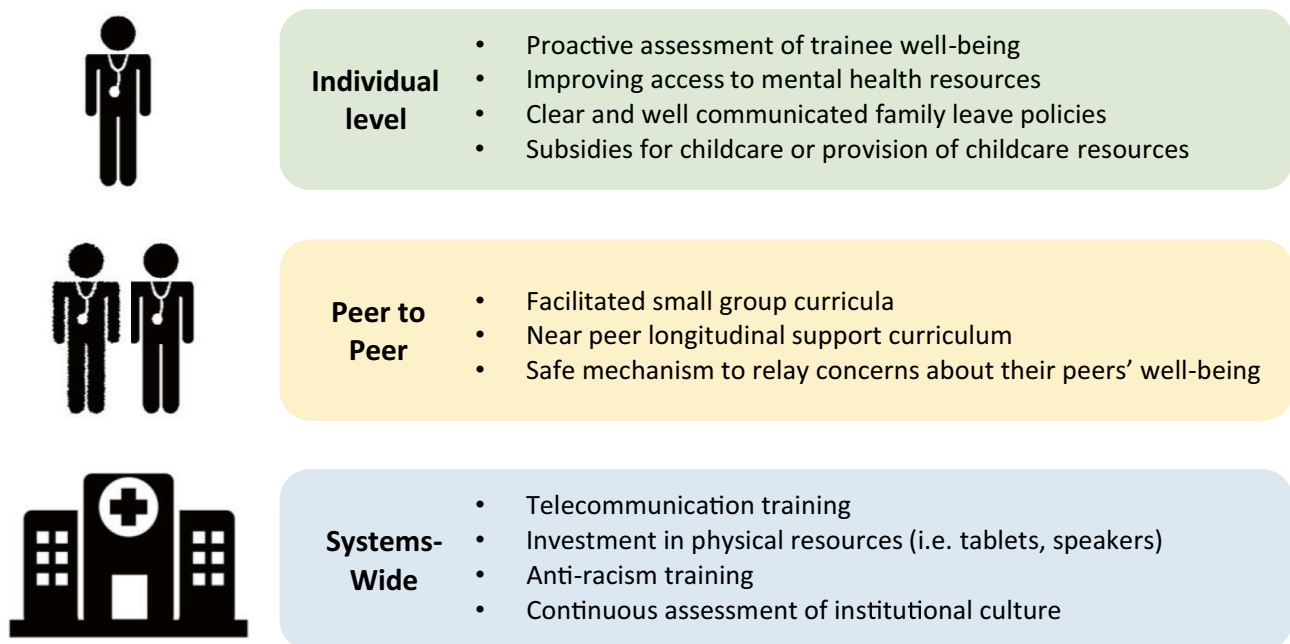 Individual level
• Proactive assessment of trainee well-being
• Improving access to mental health resources
• Clear and well communicated family leave policies
• Subsidies for childcare or provision of childcare resources
Peer to Peer
• Facilitated small group curricula
• Near peer longitudinal support curriculum
• Safe mechanism to relay concerns about their peers’ well-being
Systems-Wide
• Telecommunication training
• Investment in physical resources (i.e. tablets, speakers)
• Anti-racism training
• Continuous assessment of institutional culture